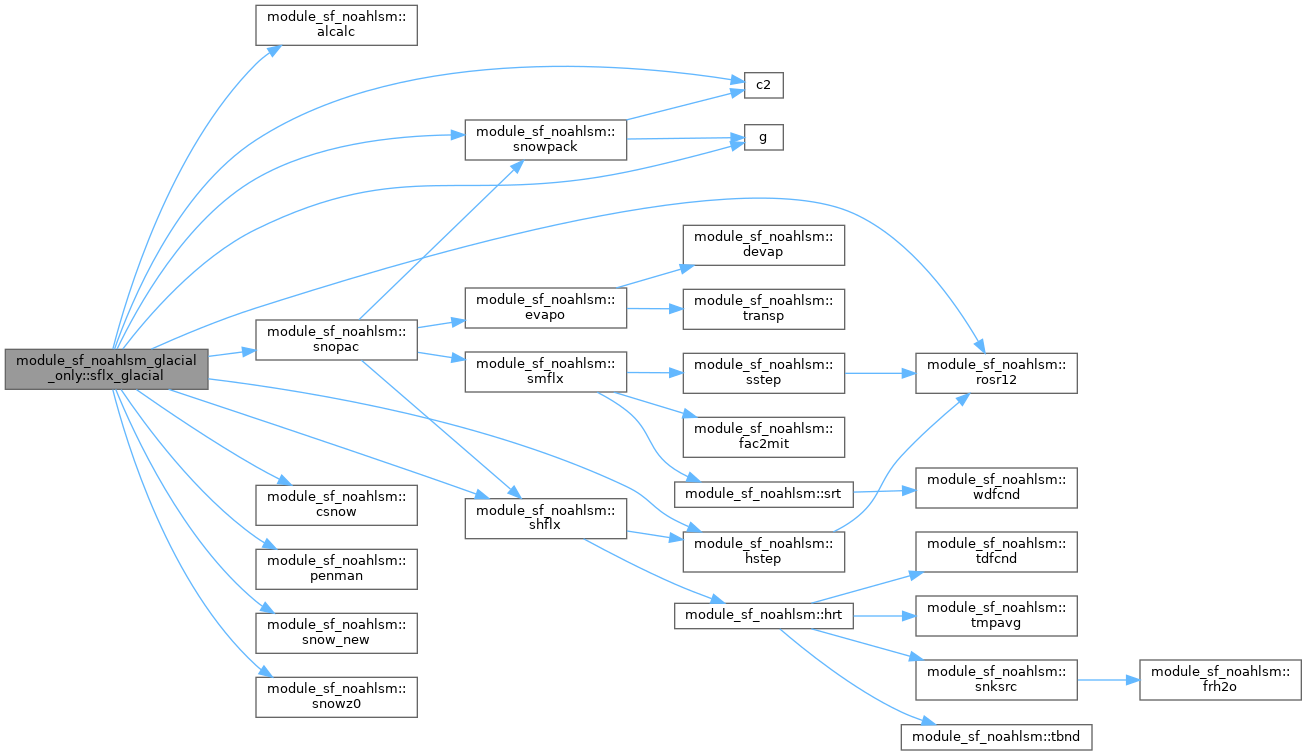 module_sf_noahlsm::
alcalc
c2
module_sf_noahlsm::
snowpack
g
module_sf_noahlsm::
devap
module_sf_noahlsm::
evapo
module_sf_noahlsm::
transp
module_sf_noahlsm_glacial
_only::sflx_glacial
module_sf_noahlsm::
snopac
module_sf_noahlsm::
smflx
module_sf_noahlsm::
sstep
module_sf_noahlsm::
rosr12
module_sf_noahlsm::
fac2mit
module_sf_noahlsm::srt
module_sf_noahlsm::
wdfcnd
module_sf_noahlsm::
csnow
module_sf_noahlsm::
shflx
module_sf_noahlsm::
hstep
module_sf_noahlsm::
tdfcnd
module_sf_noahlsm::
penman
module_sf_noahlsm::hrt
module_sf_noahlsm::
tmpavg
module_sf_noahlsm::
snow_new
module_sf_noahlsm::
snksrc
module_sf_noahlsm::
frh2o
module_sf_noahlsm::
snowz0
module_sf_noahlsm::tbnd